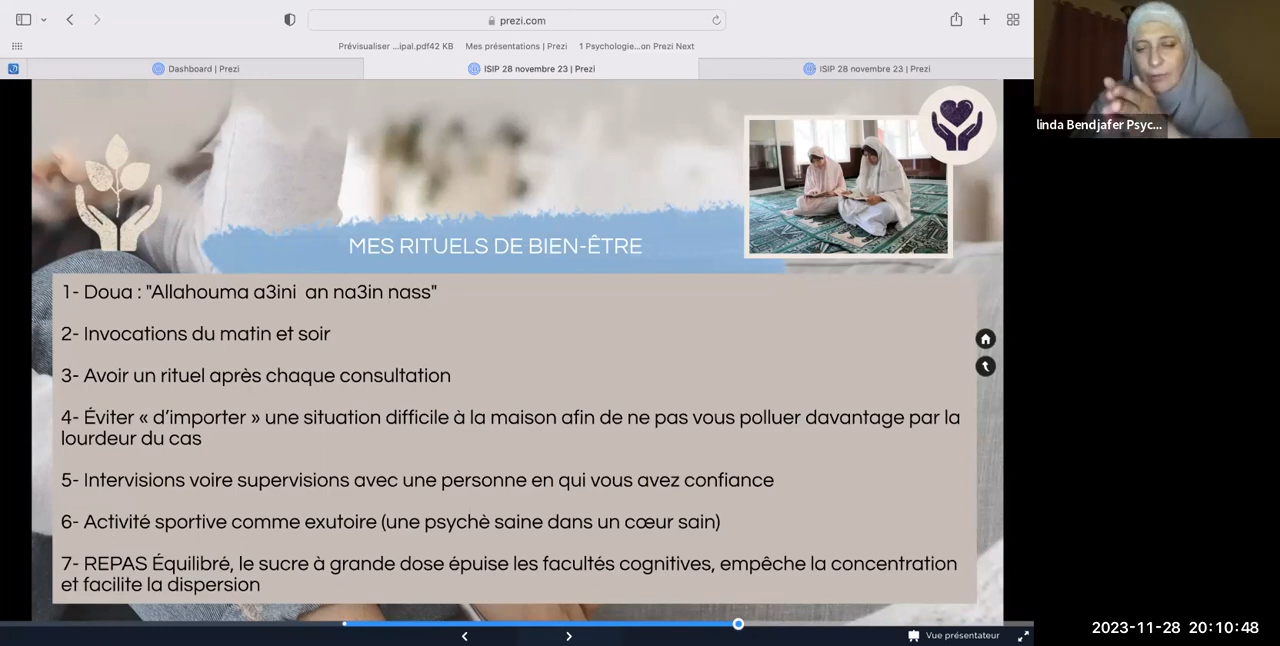 prezi.com
Prévisualiser ...ipal.pdf42 KB Mes présentations | Prezi 1 Psychologie...on Prezi Next
Dashboard | Prezi ISIP 28 novembre 23 | Prezi ISIP 28 novembre 23 | Prezi
linda Bendjafer Psyc...
MES RITUELS DE BIEN-ÊTRE
1- Doua : "Allahouma a3ini an na3in nass"
2- Invocations du matin et soir
3- Avoir un rituel après chaque consultation
4- Éviter « d’importer » une situation difficile à la maison afin de ne pas vous polluer davantage par la
lourdeur du cas
5- Intervisions voire supervisions avec une personne en qui vous avez confiance
6- Activité sportive comme exutoire (une psychè saine dans un cœur sain)
7- REPAS Équilibré, le sucre à grande dose épuise les facultés cognitives, empêche la concentration
et facilite la dispersion
Vue présentateur
2023-11-28 20:10:48